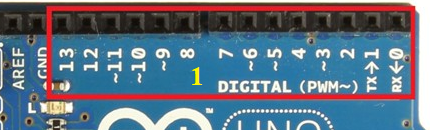 AREF
GND
13
12
~11
~10
~9
8
7
~6
~5
4
~3
2
TX→1
RX←0
1
DIGITAL (PWM~)
L
UNO